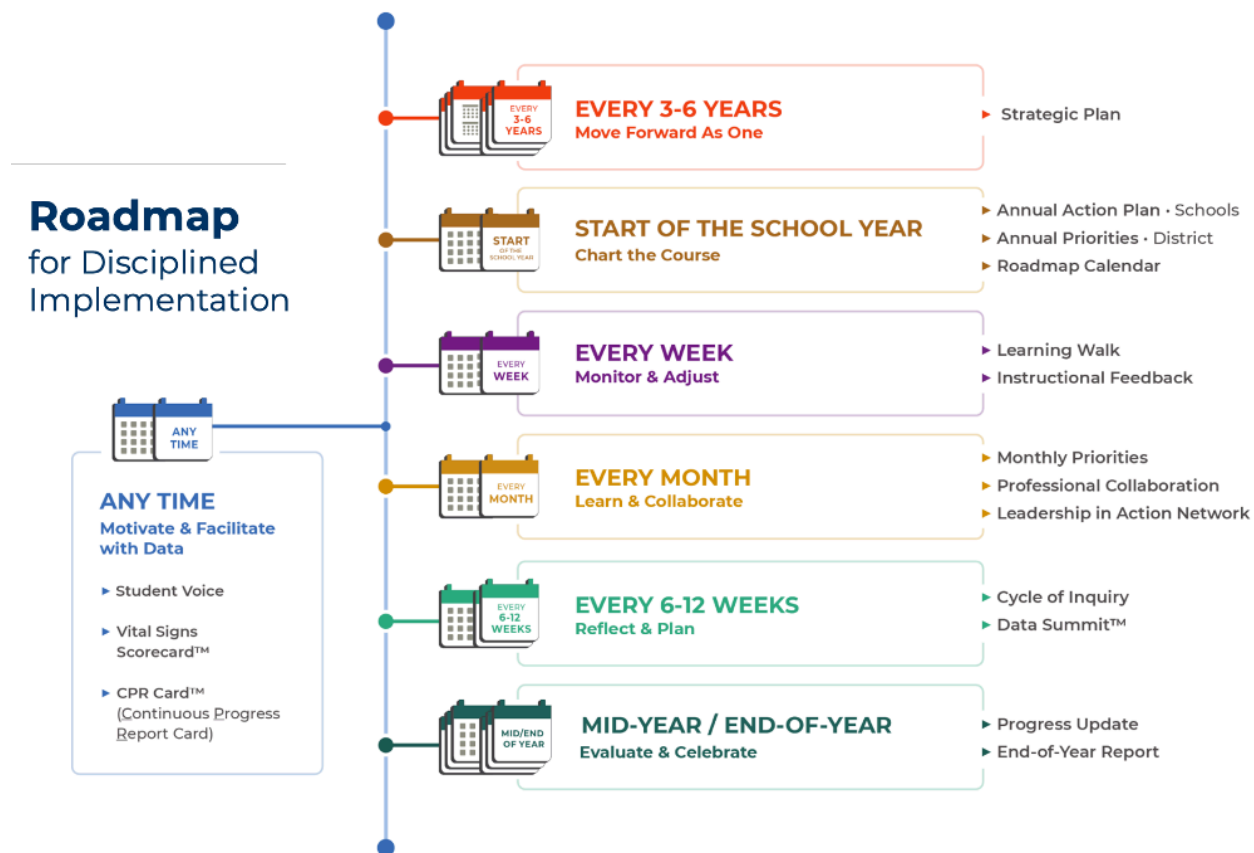 Roadmap
for Disciplined
Implementation
EVERY
3-6
YEARS
EVERY 3-6 YEARS
Move Forward As One
Strategic Plan
START
OF THE
SCHOOL YEAR
START OF THE SCHOOL YEAR
Chart the Course
Annual Action Plan · Schools
Annual Priorities · District
Roadmap Calendar
EVERY
WEEK
EVERY WEEK
Monitor & Adjust
Learning Walk
Instructional Feedback
ANY
TIME
ANY TIME
Motivate & Facilitate
with Data
Student Voice
Vital Signs
Scorecard™
CPR Card™
(Continuous Progress
Report Card)
EVERY
MONTH
EVERY MONTH
Learn & Collaborate
Monthly Priorities
Professional Collaboration
Leadership in Action Network
EVERY
6-12
WEEKS
EVERY 6-12 WEEKS
Reflect & Plan
Cycle of Inquiry
Data Summit™
MID/END
OF YEAR
MID-YEAR / END-OF-YEAR
Evaluate & Celebrate
Progress Update
End-of-Year Report